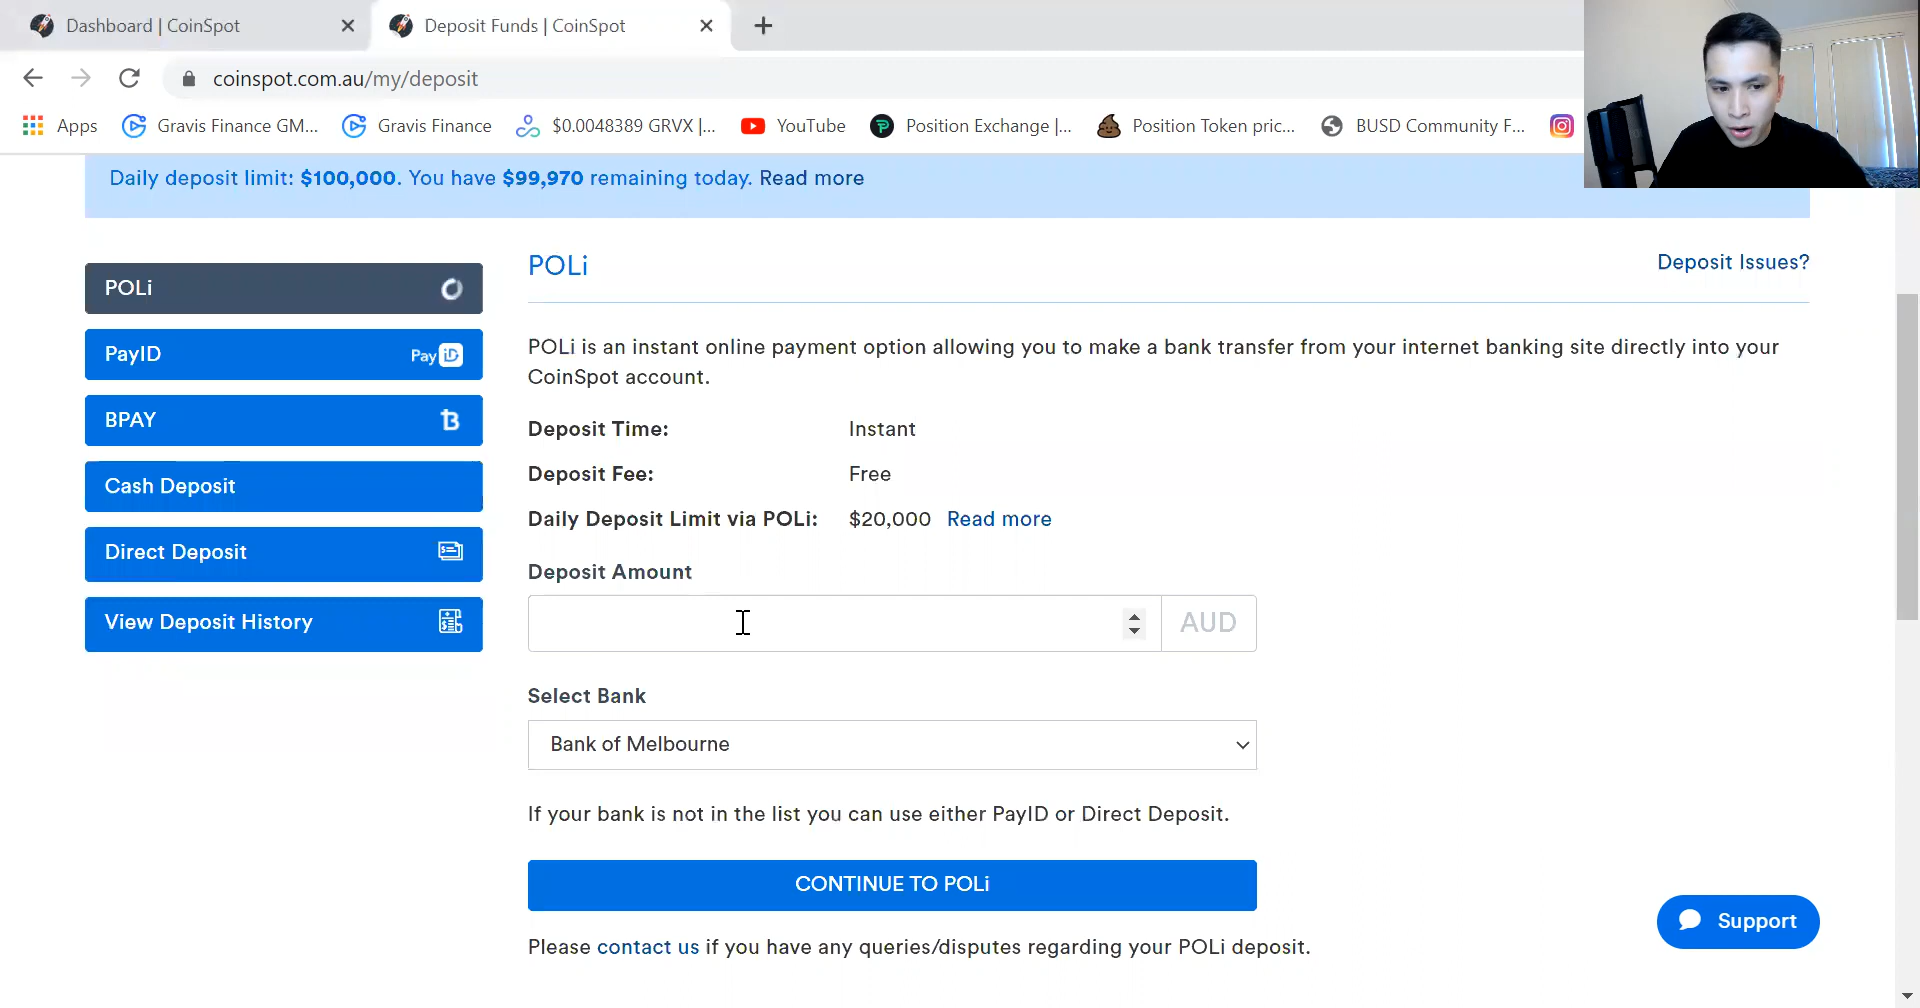 Dashboard | CoinSpot
Deposit Funds | CoinSpot
coinspot.com.au/my/deposit
Apps
Gravis Finance GM...
Gravis Finance
$0.0048389 GRVX |...
YouTube
Position Exchange |...
Position Token pric...
BUSD Community F...
Daily deposit limit: $100,000. You have $99,970 remaining today. Read more
POLi
PayID
Pay iD
BPAY
B
Cash Deposit
Direct Deposit
View Deposit History
POLi
Deposit Issues?
POLi is an instant online payment option allowing you to make a bank transfer from your internet banking site directly into your
CoinSpot account.
Deposit Time: Instant
Deposit Fee: Free
Daily Deposit Limit via POLi: $20,000 Read more
Deposit Amount
AUD
Select Bank
Bank of Melbourne
If your bank is not in the list you can use either PayID or Direct Deposit.
CONTINUE TO POLi
Please contact us if you have any queries/disputes regarding your POLi deposit.
Support